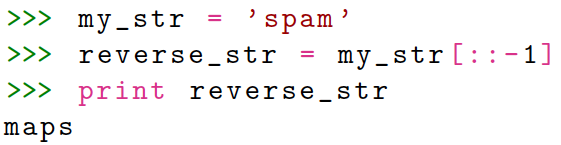 >>> my_str = ’spam’
>>> reverse_str = my_str[::-1]
>>> print reverse_str
maps